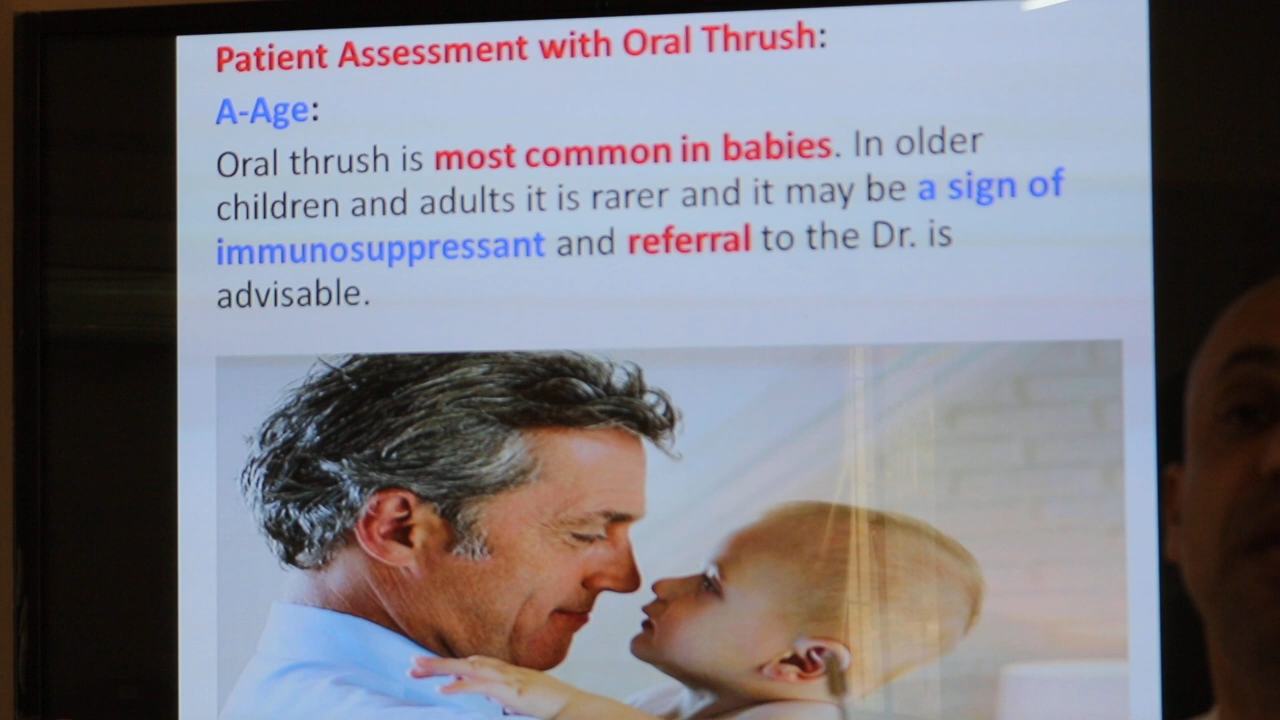 Patient Assessment with Oral Thrush:
A-Age:
Oral thrush is most common in babies. In older
children and adults it is rarer and it may be a sign of
immunosuppressant and referral to the Dr. is
advisable.